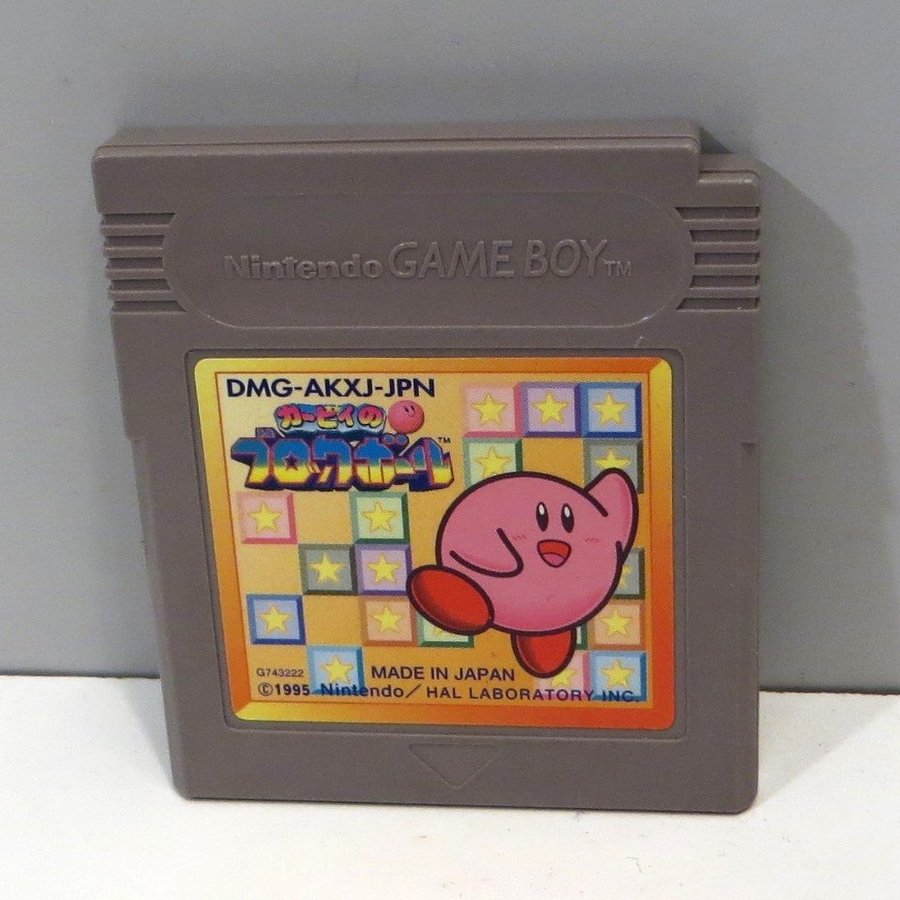 Nintendo GAME BOY™
DMG-AKXJ-JPN
カービィの
ブロックボール™
G743222
MADE IN JAPAN
©1995 Nintendo/HAL LABORATORY INC.